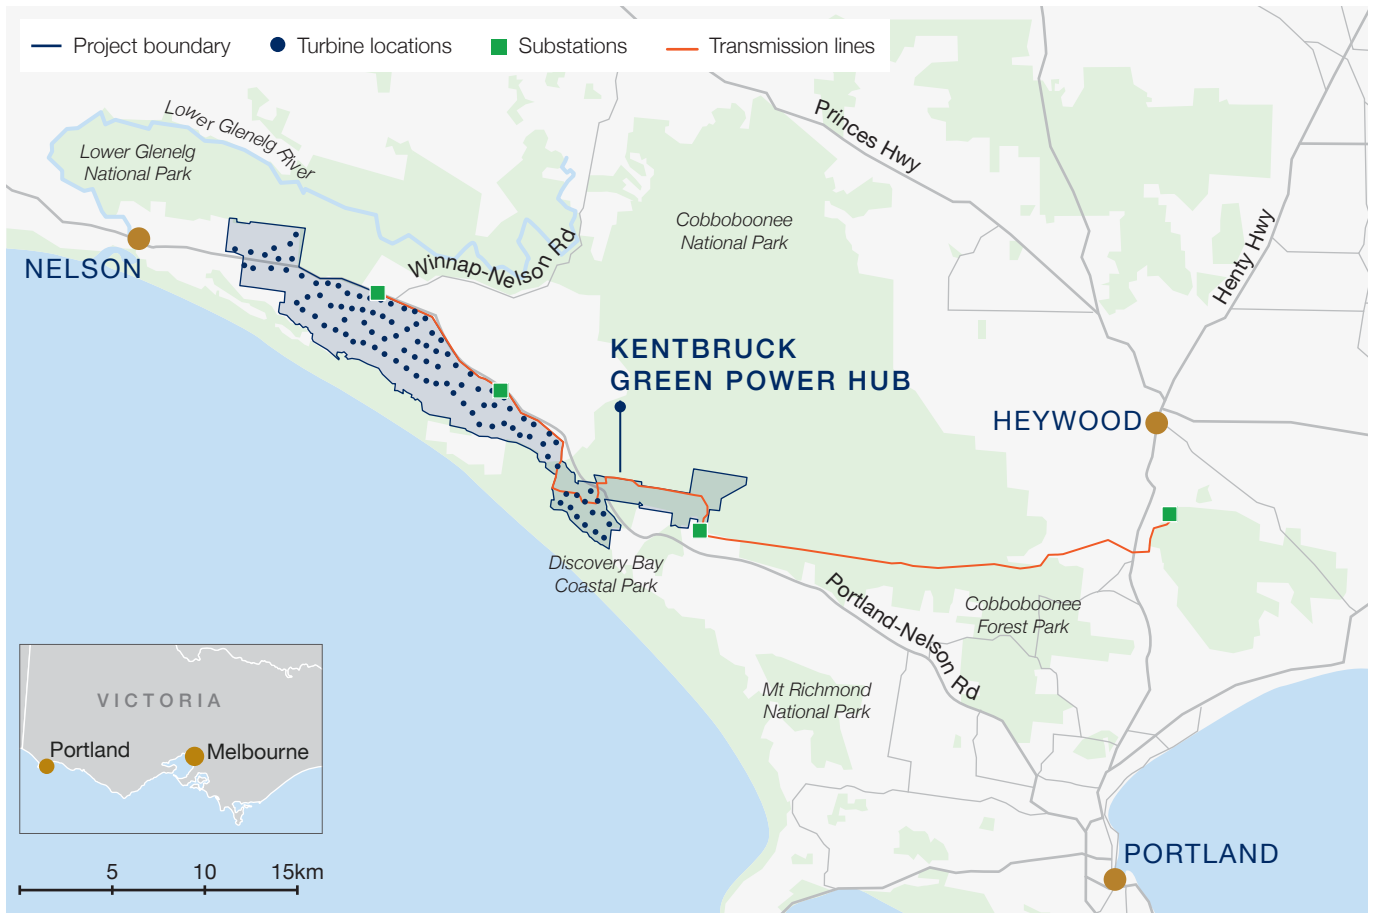 Project boundary
Turbine locations
Substations
Transmission lines
Lower Glenelg River
Lower Glenelg
National Park
Princes Hwy
Cobboboonee
National Park
Henty Hwy
Winnap-Nelson Rd
NELSON
KENTBRUCK
GREEN POWER HUB
HEYWOOD
Discovery Bay
Coastal Park
Portland-Nelson Rd
Cobboboonee
Forest Park
Mt Richmond
National Park
VICTORIA
Portland
Melbourne
PORTLAND
5
10
15km